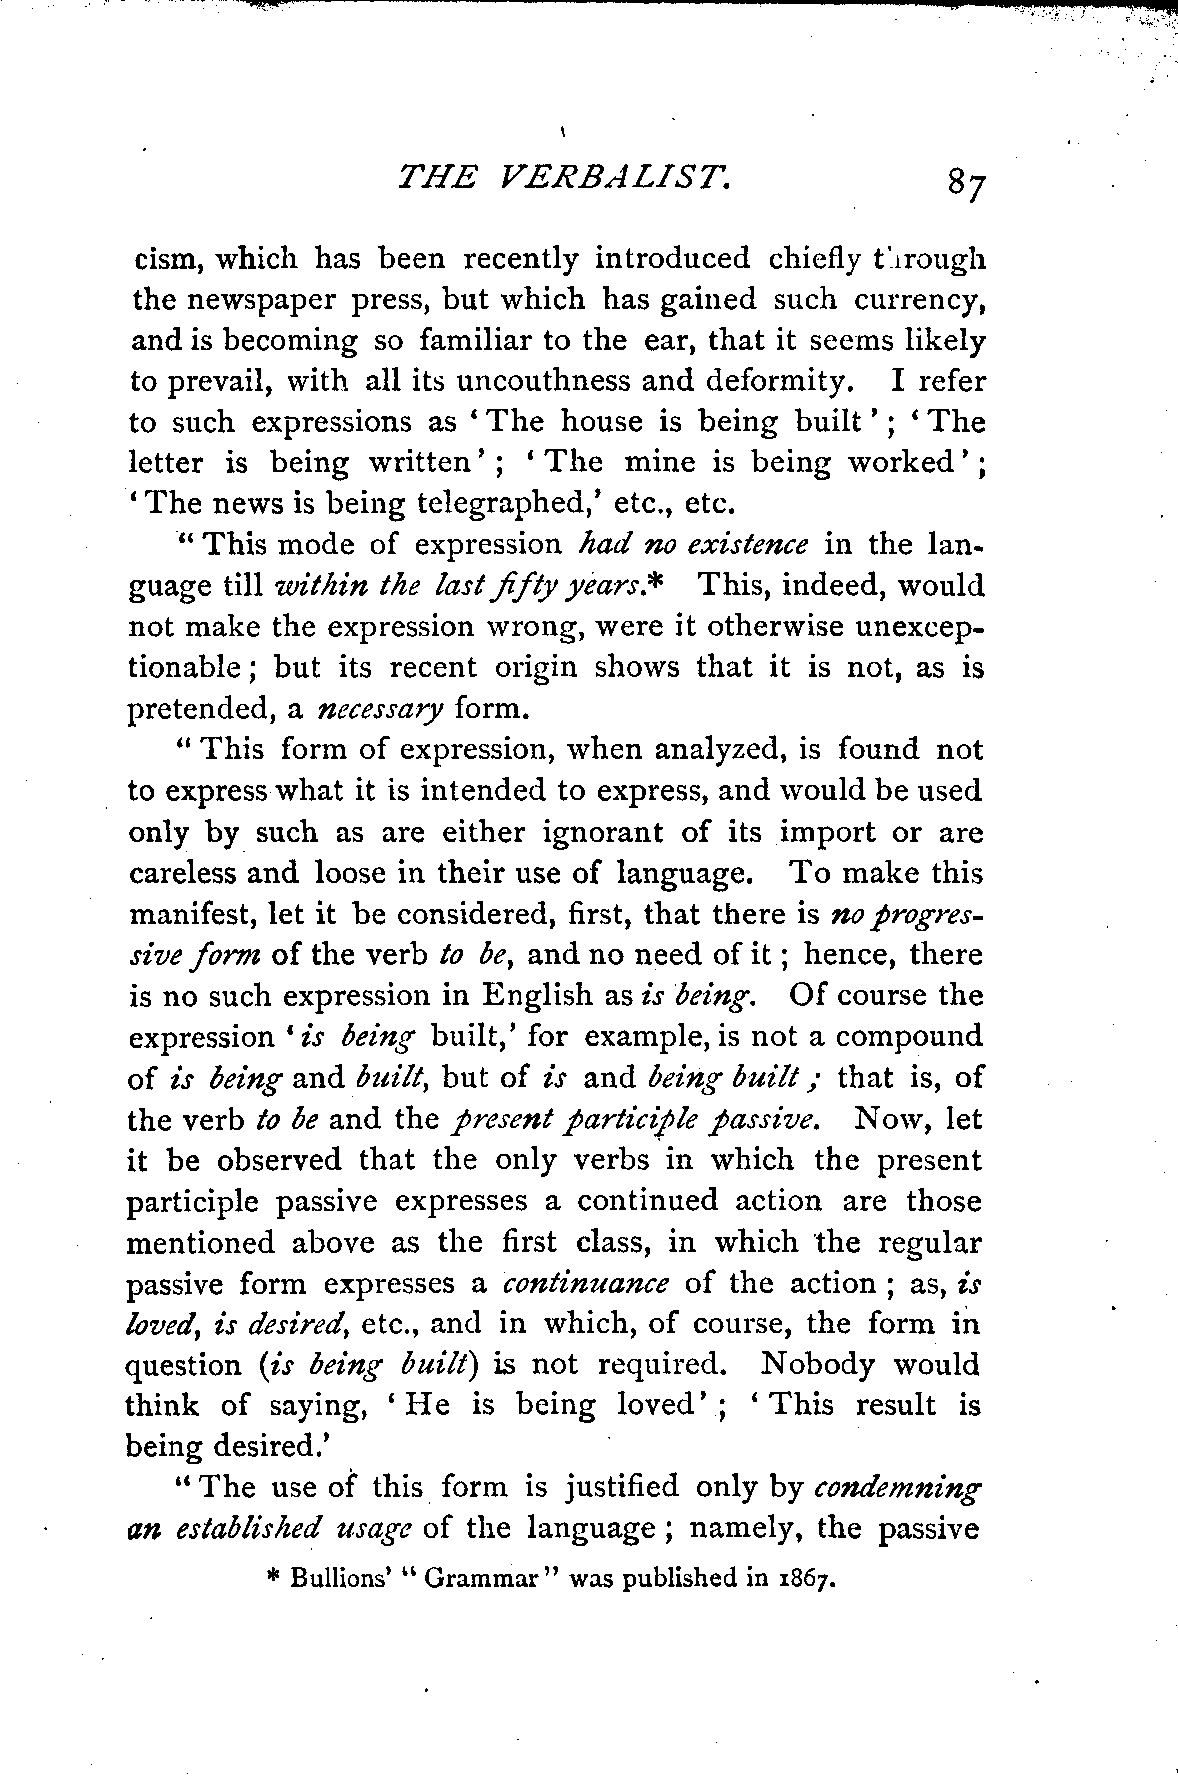 THE VERBALIST. 87
cism, which has been recently introduced chiefly through
the newspaper press, but which has gained such currency,
and is becoming so familiar to the ear, that it seems likely
to prevail, with all its uncouthness and deformity. I refer
to such expressions as ‘The house is being built’; ‘The
letter is being written’; ‘The mine is being worked’;
‘The news is being telegraphed,’ etc., etc.
“This mode of expression had no existence in the lan-
guage till within the last fifty years.* This, indeed, would
not make the expression wrong, were it otherwise unexcep-
tionable; but its recent origin shows that it is not, as is
pretended, a necessary form.
“This form of expression, when analyzed, is found not
to express what it is intended to express, and would be used
only by such as are either ignorant of its import or are
careless and loose in their use of language. To make this
manifest, let it be considered, first, that there is no progres-
sive form of the verb to be, and no need of it; hence, there
is no such expression in English as is being. Of course the
expression ‘is being built,’ for example, is not a compound
of is being and built, but of is and being built; that is, of
the verb to be and the present participle passive. Now, let
it be observed that the only verbs in which the present
participle passive expresses a continued action are those
mentioned above as the first class, in which the regular
passive form expresses a continuance of the action; as, is
loved, is desired, etc., and in which, of course, the form in
question (is being built) is not required. Nobody would
think of saying, ‘He is being loved’; ‘This result is
being desired.’
“The use of this form is justified only by condemning
an established usage of the language; namely, the passive
* Bullions’ “Grammar” was published in 1867.